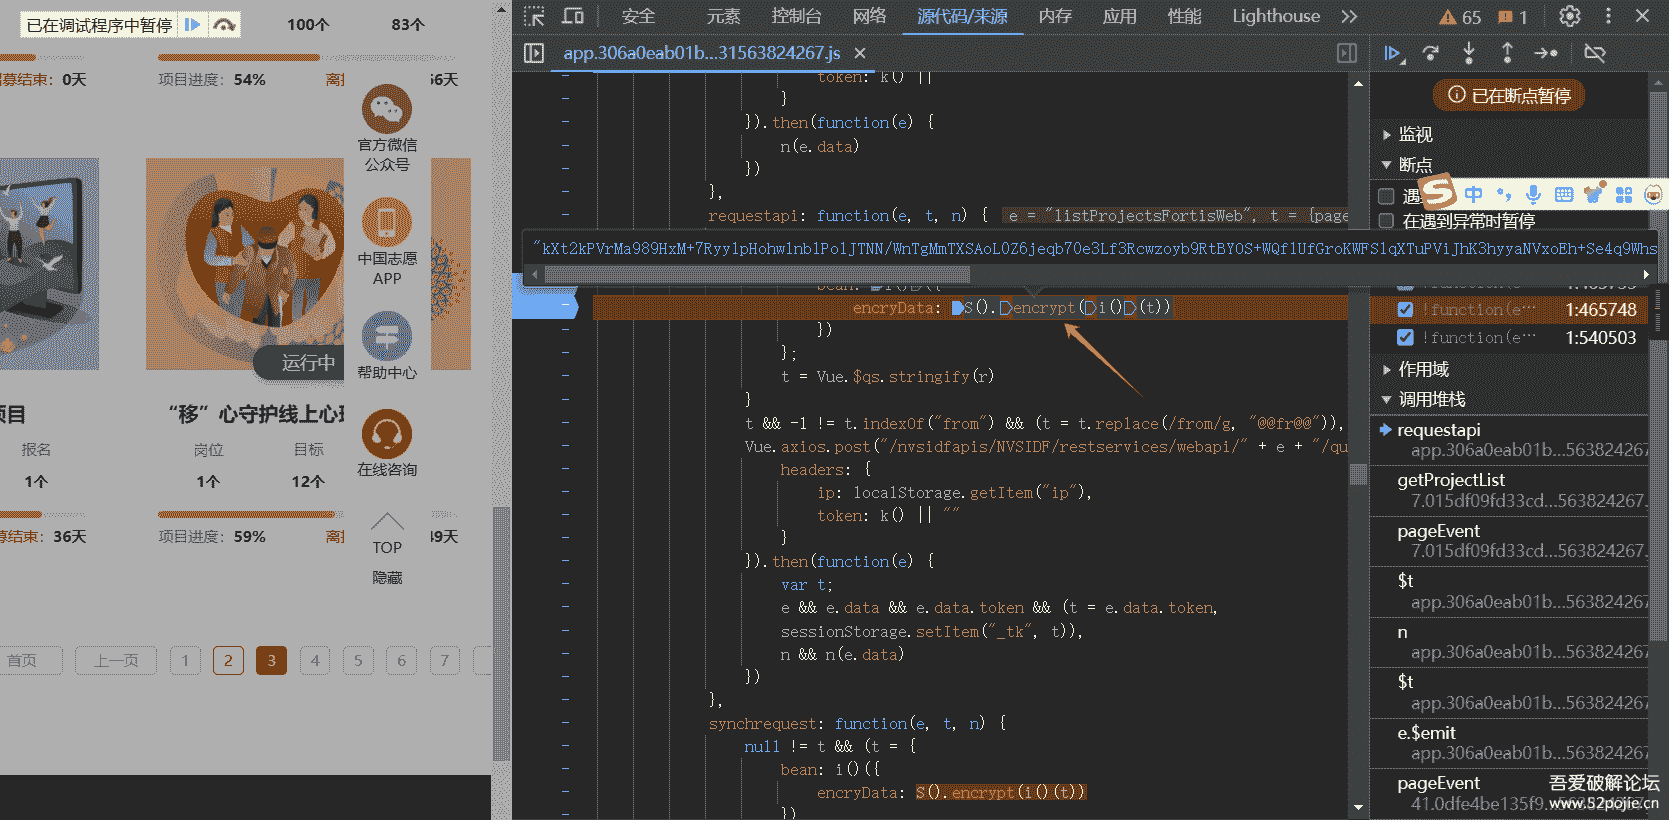 在调试程序中暂停
100个
83个
招募结束: 0天
项目进度: 54%
56天
官方微信
公众号
中国志愿
APP
帮助中心
在线咨询
TOP
隐藏
运行中
项目
“移”心守护线上心理
报名
岗位
目标
1个
1个
12个
募结束: 36天
项目进度: 59%
49天
首页
上一页
1
2
3
4
5
6
7
安全
元素
控制台
网络
源代码/来源
内存
应用
性能
Lighthouse
65
1
app.306a0eab01b...31563824267.js
token: k() ||
}
}).then(function(e) {
n(e.data)
})
},
requestapi: function(e, t, n) { e = "listProjectsFortisWeb", t = {page
encryData: S().encrypt(i()(t))
})
};
t = Vue.$qs.stringify(r)
}
t && -1 != t.indexOf("from") && (t = t.replace(/from/g, "@@fr@@")),
Vue.axios.post("/nvsidfapis/NVSIDF/restservices/webapi/" + e + "/qu
headers: {
ip: localStorage.getItem("ip"),
token: k() || ""
}
}).then(function(e) {
var t;
e && e.data && e.data.token && (t = e.data.token,
sessionStorage.setItem("_tk", t)),
n && n(e.data)
})
},
synchrequest: function(e, t, n) {
null != t && (t = {
bean: i()({
encryData: S().encrypt(i()(t))
})
已在断点暂停
监视
断点
在遇到异常时暂停
中
!function(e…
1:465748
!function(e…
1:540503
作用域
调用堆栈
requestapi
app.306a0eab01b...563824267.
getProjectList
7.015df09fd33cd...563824267.
pageEvent
7.015df09fd33cd...563824267.
$t
app.306a0eab01b...563824267.
n
app.306a0eab01b...563824267.
$t
app.306a0eab01b...563824267.
e.$emit
app.306a0eab01b...563824267.
pageEvent
吾爱破解论坛
www.52pojie.cn